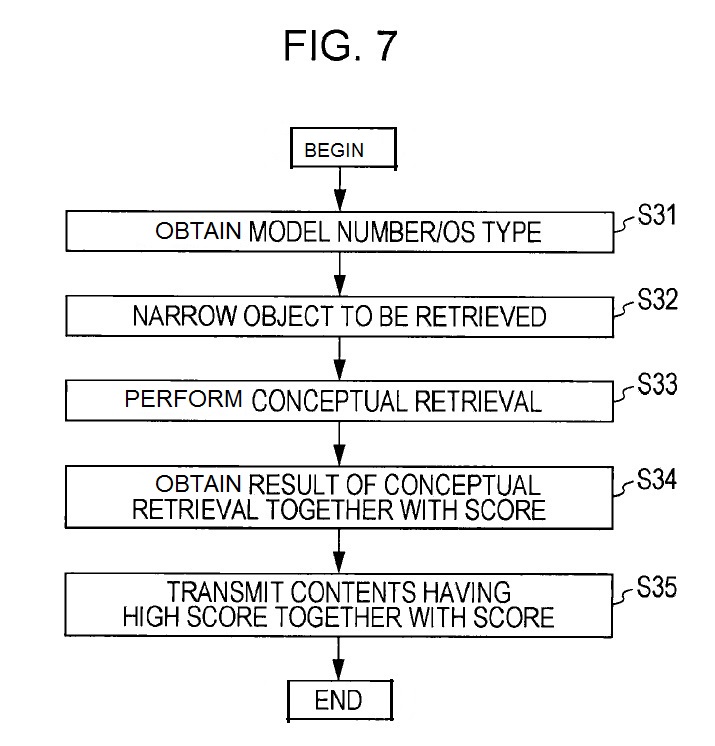 FIG. 7
BEGIN
OBTAIN MODEL NUMBER/OS TYPE
S31
NARROW OBJECT TO BE RETRIEVED
S32
PERFORM CONCEPTUAL RETRIEVAL
S33
OBTAIN RESULT OF CONCEPTUAL
RETRIEVAL TOGETHER WITH SCORE
S34
TRANSMIT CONTENTS HAVING
HIGH SCORE TOGETHER WITH SCORE
S35
END